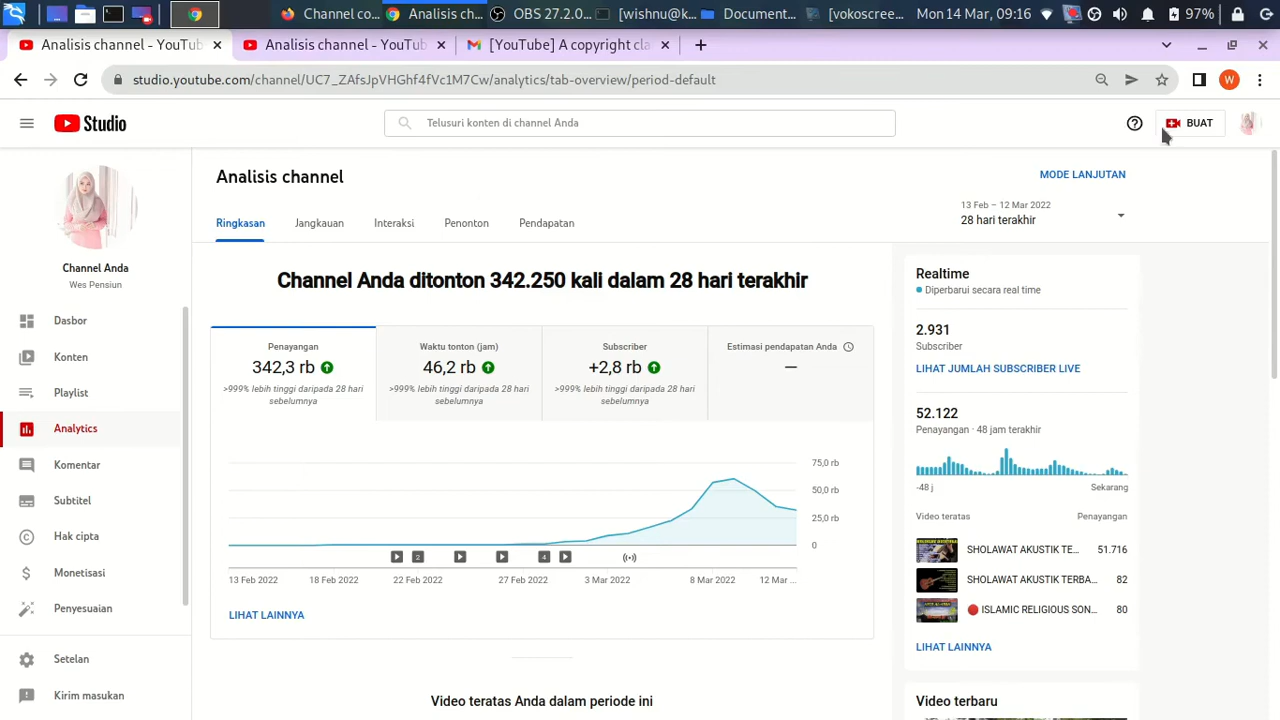 Channel co...
Analisis ch...
OBS 27.2.0...
[wishnu@k...
Document...
[vokoscree...
Mon 14 Mar, 09:16
97%
Analisis channel - YouTub
Analisis channel - YouTub
[YouTube] A copyright cla
studio.youtube.com/channel/UC7_ZAfsJpVHGhf4fVc1M7Cw/analytics/tab-overview/period-default
W
Studio
Telusuri konten di channel Anda
BUAT
Channel Anda
Wes Pensiun
Dasbor
Konten
Playlist
Analytics
Komentar
Subtitel
Hak cipta
Monetisasi
Penyesuaian
Setelan
Kirim masukan
Analisis channel
MODE LANJUTAN
Ringkasan
Jangkauan
Interaksi
Penonton
Pendapatan
13 Feb – 12 Mar 2022
28 hari terakhir
Channel Anda ditonton 342.250 kali dalam 28 hari terakhir
Penayangan
342,3 rb
>999% lebih tinggi daripada 28 hari
sebelumnya
Waktu tonton (jam)
46,2 rb
>999% lebih tinggi daripada 28 hari
sebelumnya
Subscriber
+2,8 rb
>999% lebih tinggi daripada 28 hari
sebelumnya
Estimasi pendapatan Anda
—
75,0 rb
50,0 rb
25,0 rb
0
2
4
13 Feb 2022
18 Feb 2022
22 Feb 2022
27 Feb 2022
3 Mar 2022
8 Mar 2022
12 Mar ...
LIHAT LAINNYA
Video teratas Anda dalam periode ini
Realtime
Diperbarui secara real time
2.931
Subscriber
LIHAT JUMLAH SUBSCRIBER LIVE
52.122
Penayangan · 48 jam terakhir
-48 j
Sekarang
Video teratas
Penayangan
SHOLAWAT AKUSTIK TE...
51.716
SHOLAWAT AKUSTIK TERBA...
82
ISLAMIC RELIGIOUS SON...
80
LIHAT LAINNYA
Video terbaru